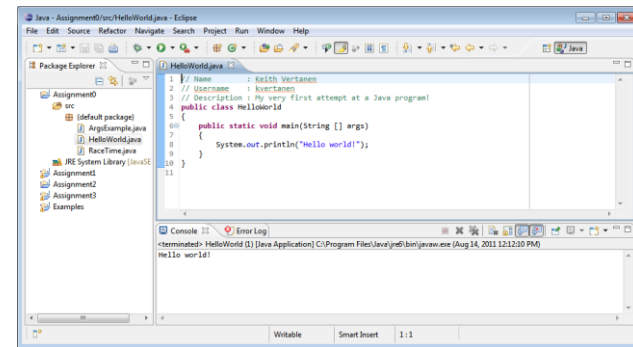 Java - Assignment0/src/HelloWorld.java - Eclipse
File Edit Source Refactor Navigate Search Project Run Window Help
Java
Package Explorer
HelloWorld.java
Assignment0
src
(default package)
ArgsExample.java
HelloWorld.java
RaceTime.java
JRE System Library [JavaSE
Assignment1
Assignment2
Assignment3
Examples
1 // Name : Keith Vertanen
2 // Username : kvertanen
3 // Description : My very first attempt at a Java program!
4 public class HelloWorld
5 {
6 public static void main(String [] args)
7 {
8 System.out.println("Hello world!");
9 }
10 }
11
Console Error Log
<terminated> HelloWorld (1) [Java Application] C:\Program Files\Java\jre6\bin\javaw.exe (Aug 14, 2011 12:12:10 PM)
Hello world!
Writable Smart Insert 1 : 1